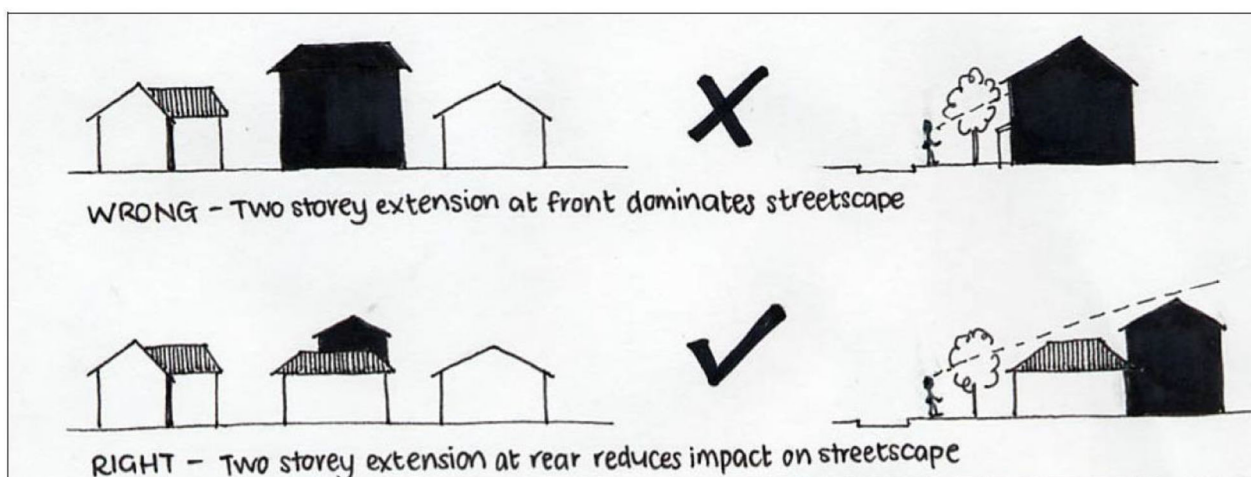 WRONG - Two storey extension at front dominates streetscape
RIGHT - Two storey extension at rear reduces impact on streetscape